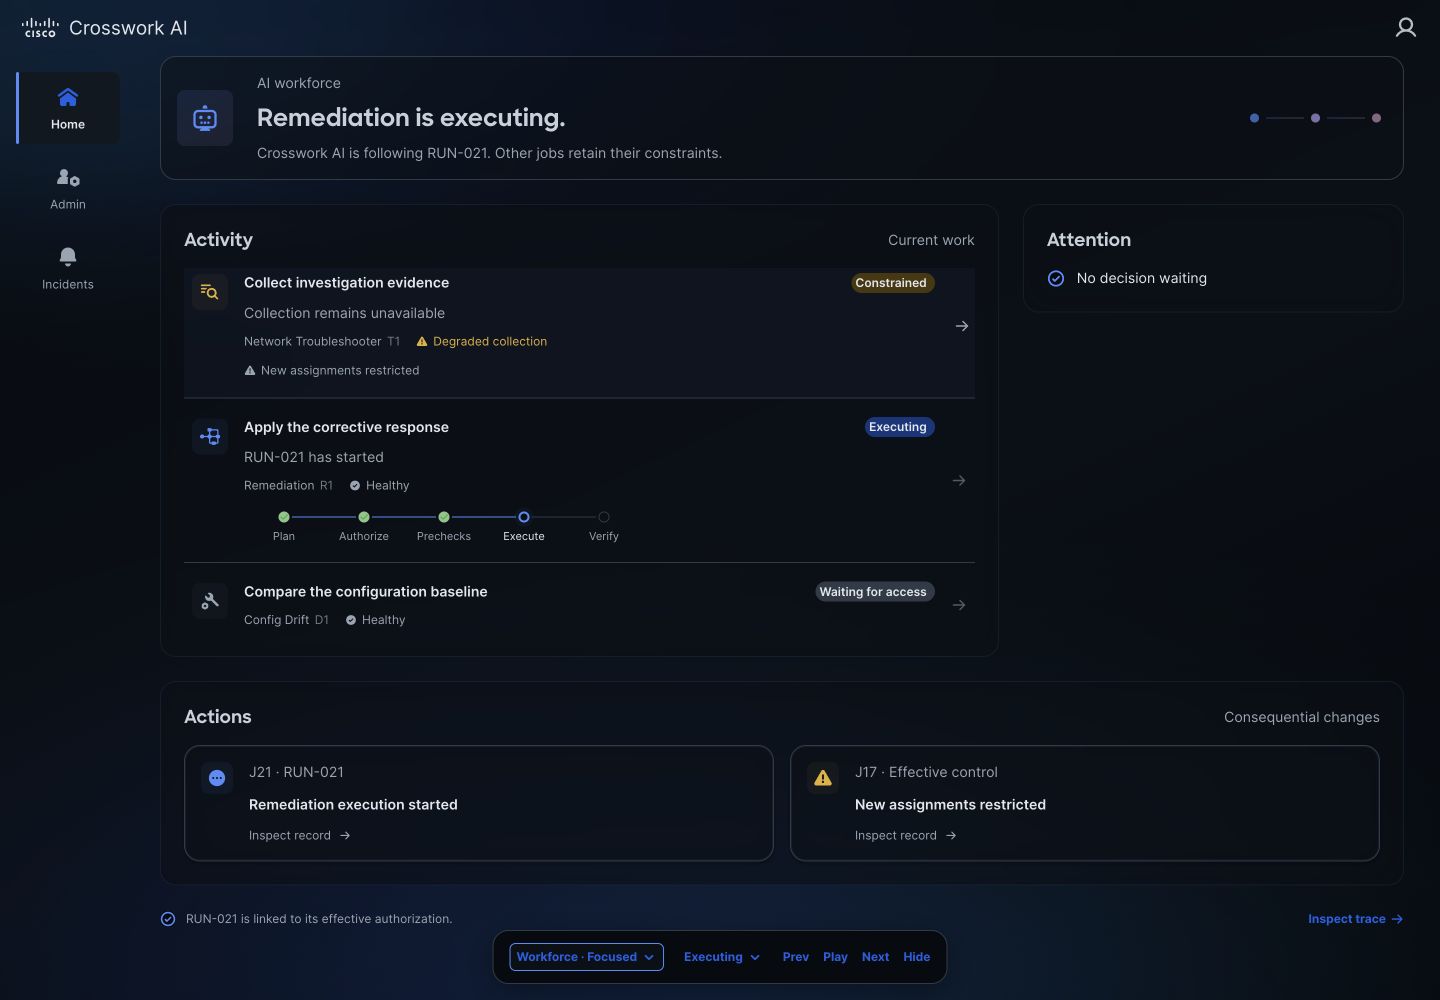 cisco Crosswork AI
Home
Admin
Incidents
AI workforce
Remediation is executing.
Crosswork AI is following RUN-021. Other jobs retain their constraints.
Activity
Current work
Collect investigation evidence
Constrained
Collection remains unavailable
Network Troubleshooter T1 Degraded collection
New assignments restricted
Apply the corrective response
Executing
RUN-021 has started
Remediation R1 Healthy
Plan Authorize Prechecks Execute Verify
Compare the configuration baseline
Waiting for access
Config Drift D1 Healthy
Attention
No decision waiting
Actions
Consequential changes
J21 · RUN-021
Remediation execution started
Inspect record
J17 · Effective control
New assignments restricted
Inspect record
RUN-021 is linked to its effective authorization.
Inspect trace
Workforce · Focused Executing Prev Play Next Hide